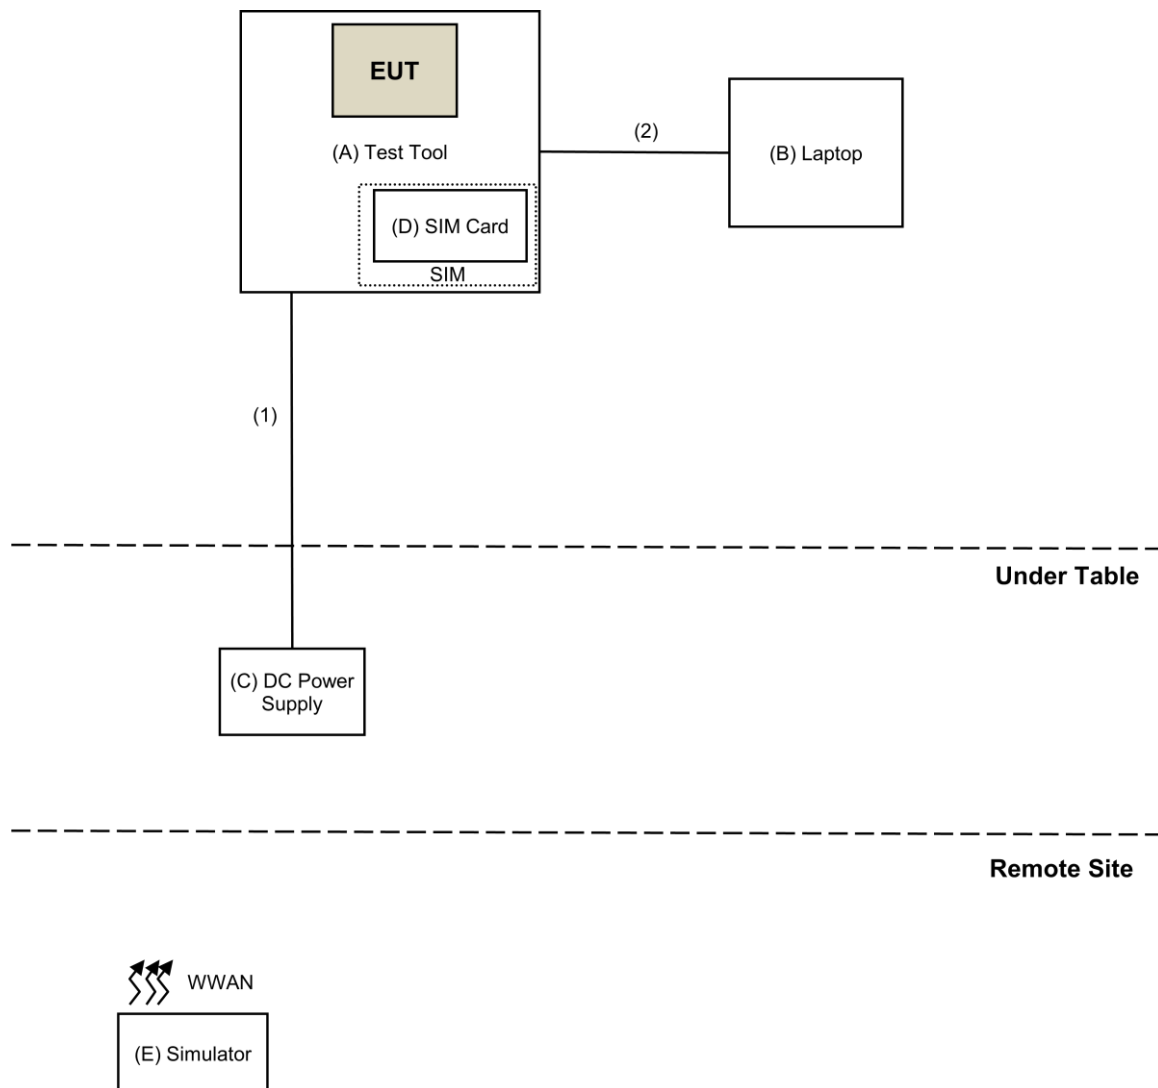 EUT
(A) Test Tool
(2)
(B) Laptop
(D) SIM Card
SIM
(1)
Under Table
(C) DC Power
Supply
Remote Site
WWAN
(E) Simulator